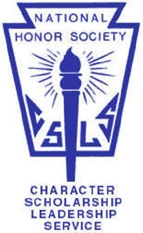 NATIONAL
HONOR SOCIETY
C S L S
CHARACTER
SCHOLARSHIP
LEADERSHIP
SERVICE